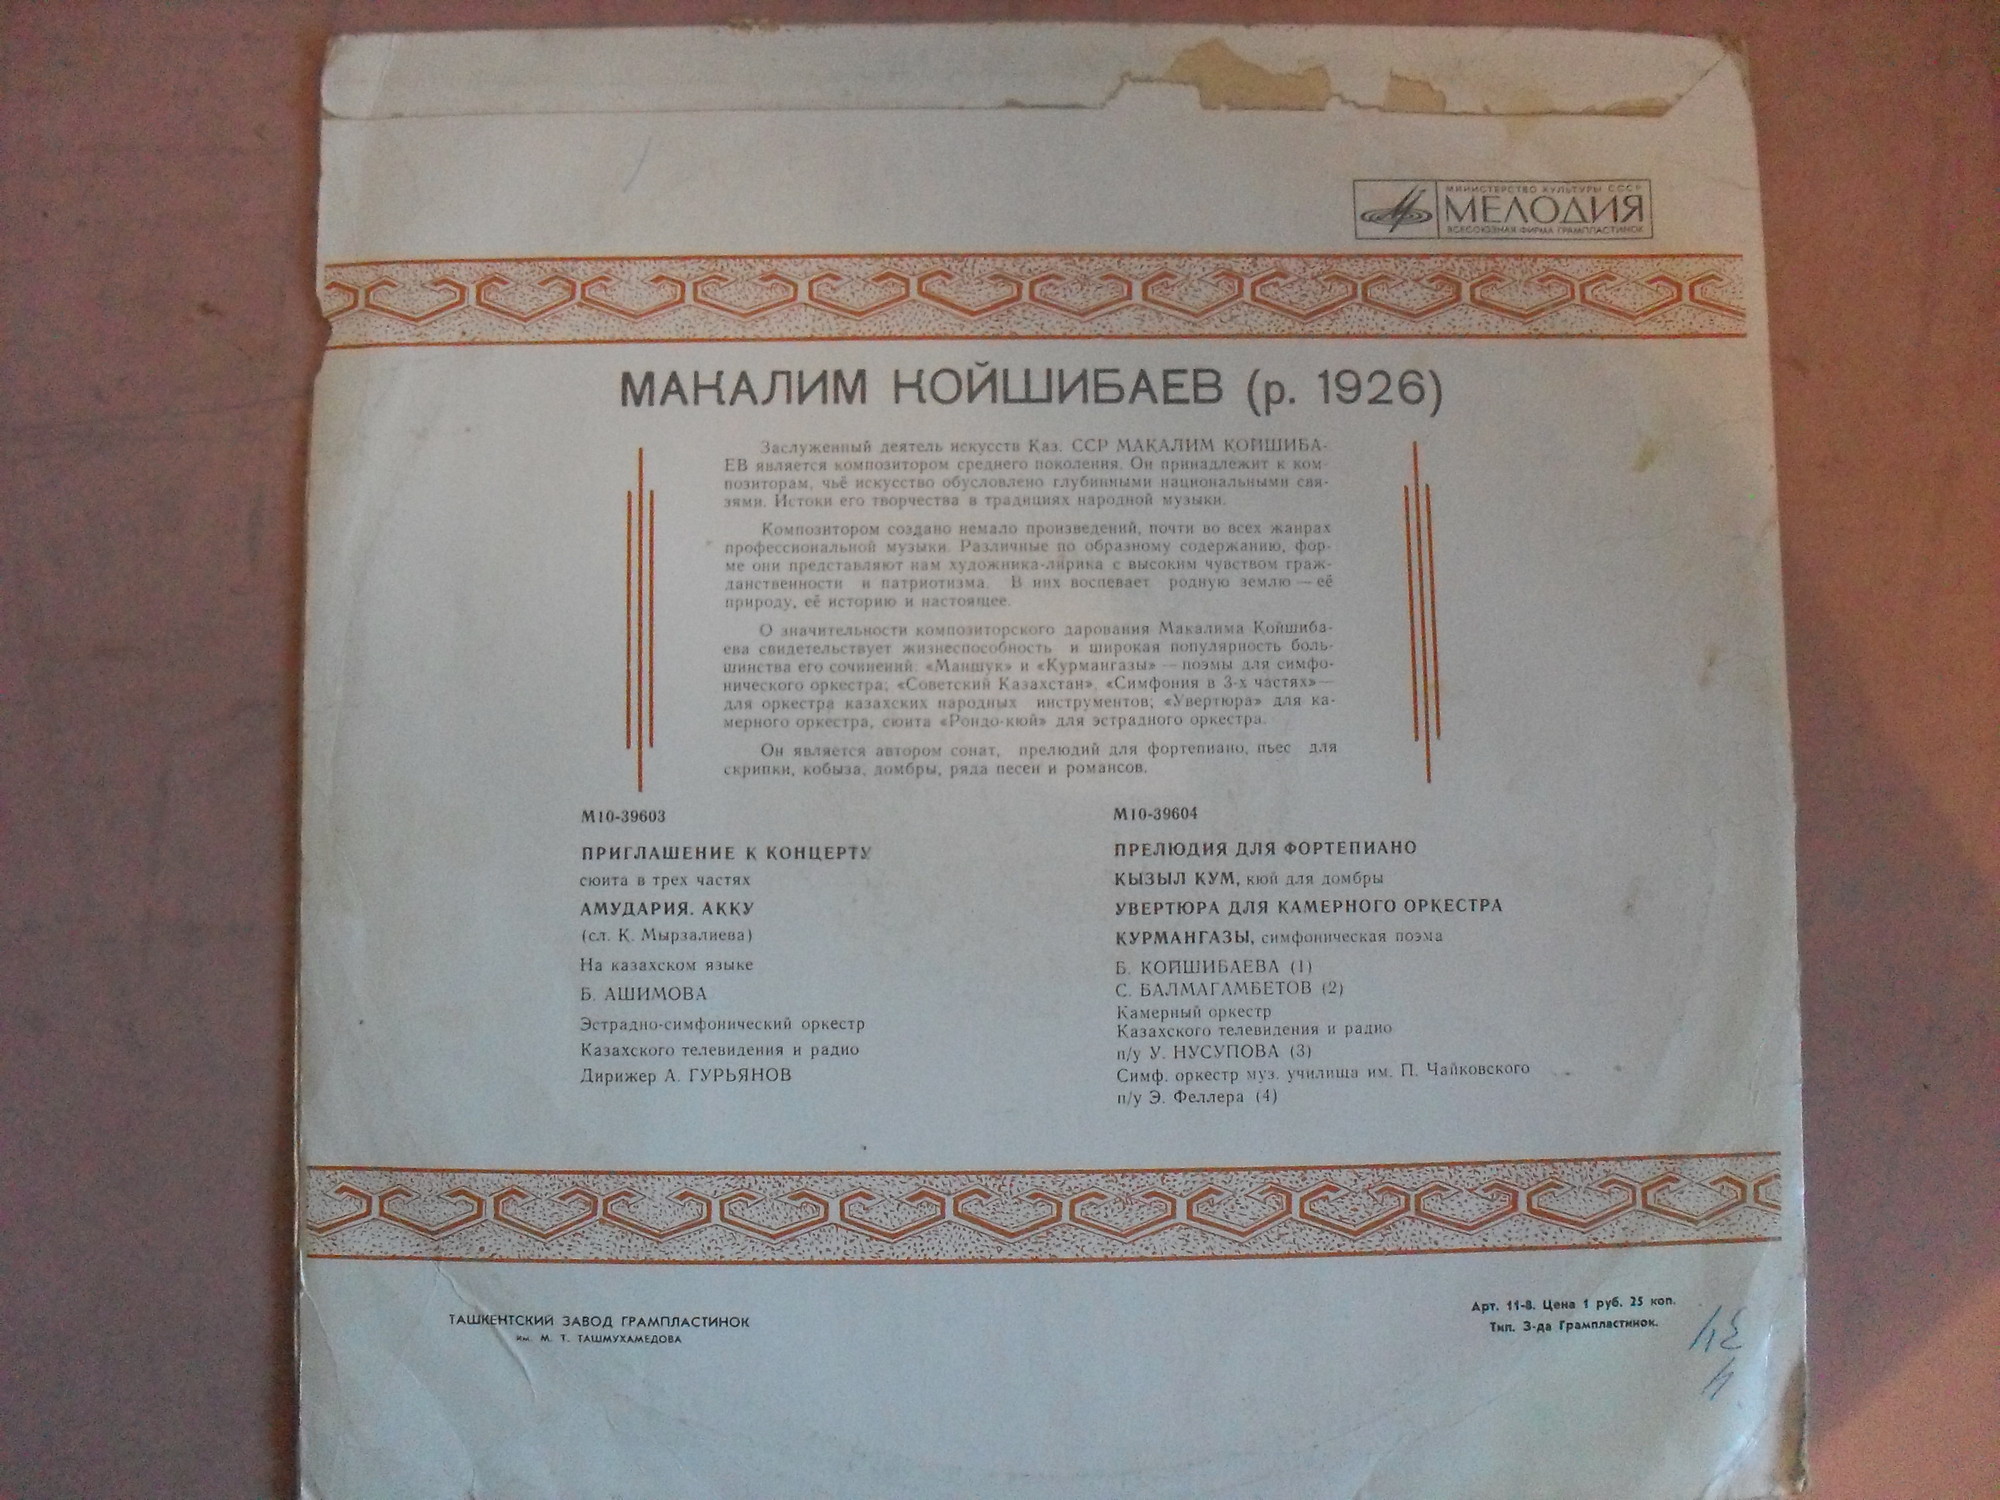 МИНИСТЕРСТВО КУЛЬТУРЫ СССР
МЕЛОДИЯ
ВСЕСОЮЗНАЯ ФИРМА ГРАМПЛАСТИНОК
МАКАЛИМ КОЙШИБАЕВ (р. 1926)
Заслуженный деятель искусств Каз. ССР МАКАЛИМ КОЙШИБА-
ЕВ является композитором среднего поколения. Он принадлежит к ком-
позиторам, чьё искусство обусловлено глубинными национальными свя-
зями. Истоки его творчества в традициях народной музыки.
Композитором создано немало произведений, почти во всех жанрах
профессиональной музыки. Различные по образному содержанию, фор-
ме они представляют нам художника-лирика с высоким чувством граж-
данственности и патриотизма. В них воспевает родную землю — её
природу, её историю и настоящее.
О значительности композиторского дарования Макалима Койшиба-
ева свидетельствует жизнеспособность и широкая популярность боль-
шинства его сочинений: «Маншук» и «Курмангазы» — поэмы для симфо-
нического оркестра; «Советский Казахстан», «Симфония в 3-х частях»—
для оркестра казахских народных инструментов; «Увертюра» для ка-
мерного оркестра, сюита «Рондо-кюй» для эстрадного оркестра.
Он является автором сонат, прелюдий для фортепиано, пьес для
скрипки, кобыза, домбры, ряда песен и романсов.
М10-39603
ПРИГЛАШЕНИЕ К КОНЦЕРТУ
сюита в трех частях
АМУДАРИЯ. АККУ
(сл. К. Мырзалиева)
На казахском языке
Б. АШИМОВА
Эстрадно-симфонический оркестр
Казахского телевидения и радио
Дирижер А. ГУРЬЯНОВ
М10-39604
ПРЕЛЮДИЯ ДЛЯ ФОРТЕПИАНО
КЫЗЫЛ КУМ, кюй для домбры
УВЕРТЮРА ДЛЯ КАМЕРНОГО ОРКЕСТРА
КУРМАНГАЗЫ, симфоническая поэма
Б. КОЙШИБАЕВА (1)
С. БАЛМАГАМБЕТОВ (2)
Камерный оркестр
Казахского телевидения и радио
п/у У. НУСУПОВА (3)
Симф. оркестр муз. училища им. П. Чайковского
п/у Э. Феллера (4)
ТАШКЕНТСКИЙ ЗАВОД ГРАМПЛАСТИНОК
им. М. Т. ТАШМУХАМЕДОВА
Арт. 11-8. Цена 1 руб. 25 коп.
Тип. З-да Грампластинок.